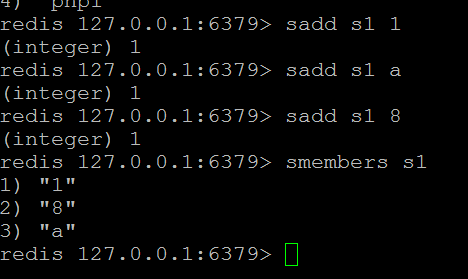 4) "php1"
redis 127.0.0.1:6379> sadd s1 1
(integer) 1
redis 127.0.0.1:6379> sadd s1 a
(integer) 1
redis 127.0.0.1:6379> sadd s1 8
(integer) 1
redis 127.0.0.1:6379> smembers s1
1) "1"
2) "8"
3) "a"
redis 127.0.0.1:6379>